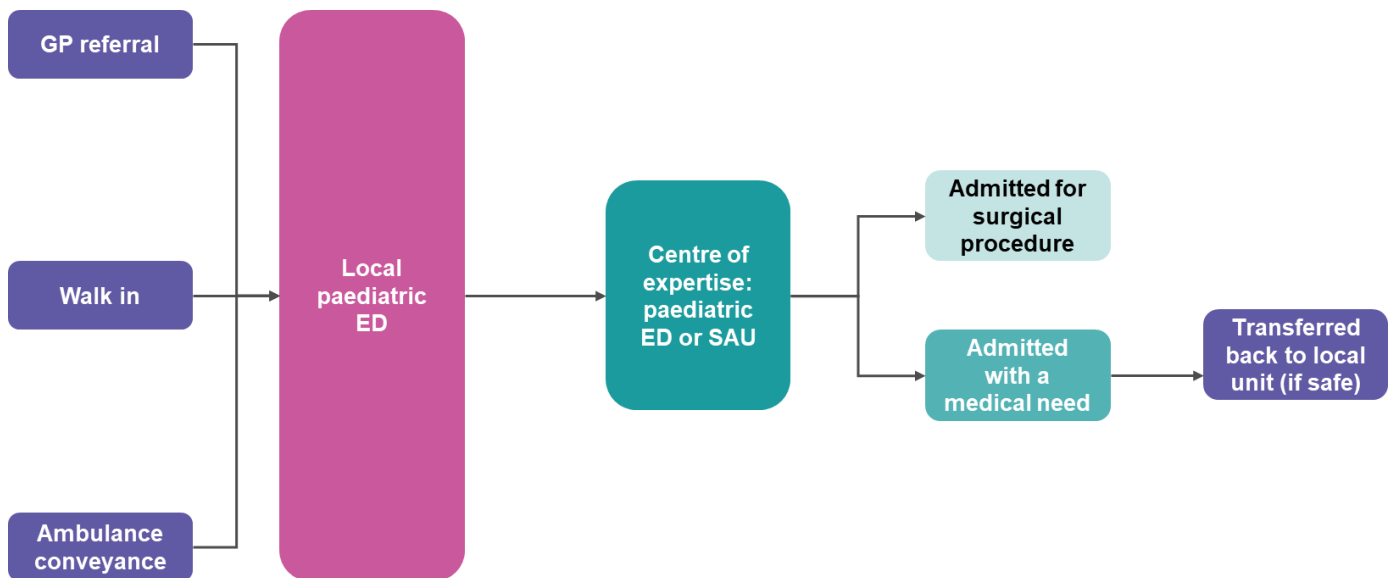 GP referral
Walk in
Ambulance
conveyance
Local
paediatric
ED
Centre of
expertise:
paediatric
ED or SAU
Admitted for
surgical
procedure
Admitted
with a
medical need
Transferred
back to local
unit (if safe)